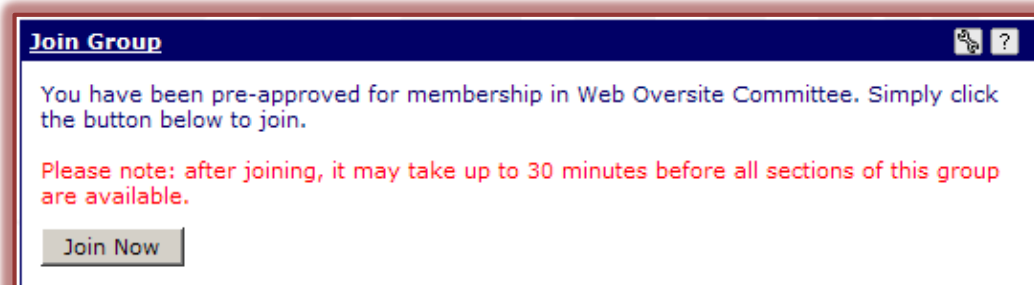 Join Group
?
You have been pre-approved for membership in Web Oversite Committee. Simply click
the button below to join.
Please note: after joining, it may take up to 30 minutes before all sections of this group
are available.
Join Now